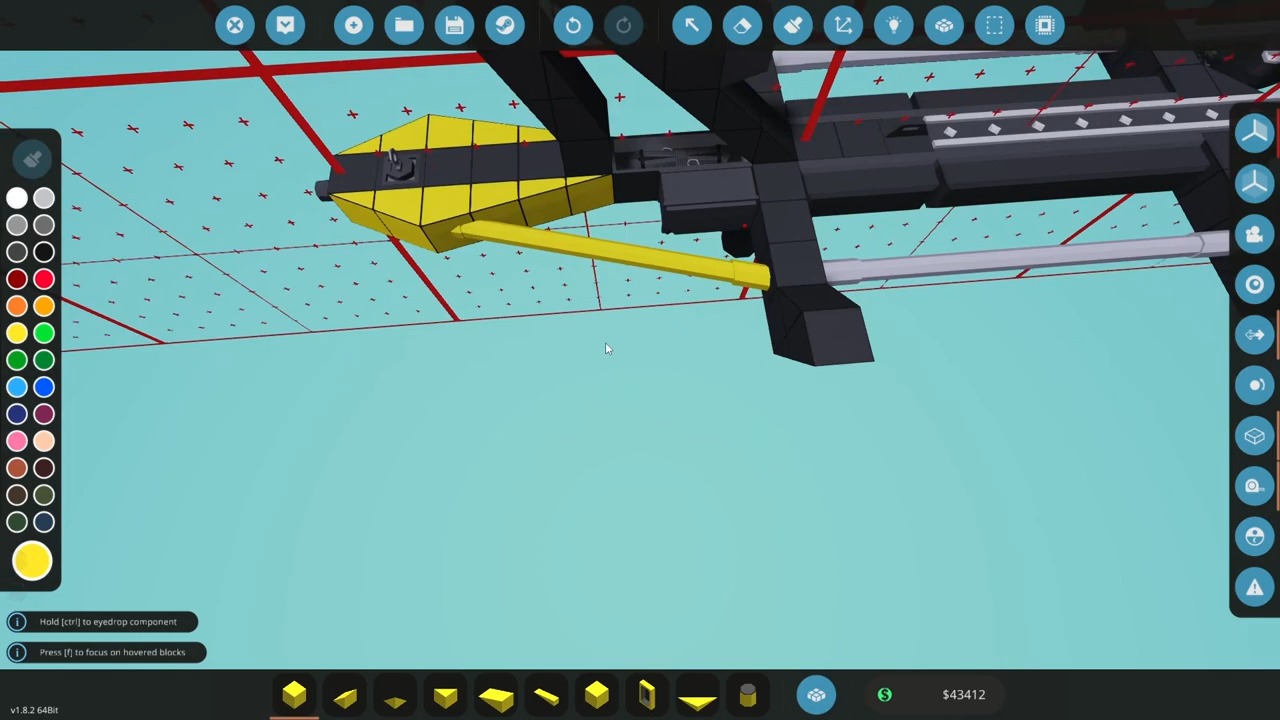 Hold [ctrl] to eyedrop component
Press [f] to focus on hovered blocks
$43412
v1.8.2 64Bit